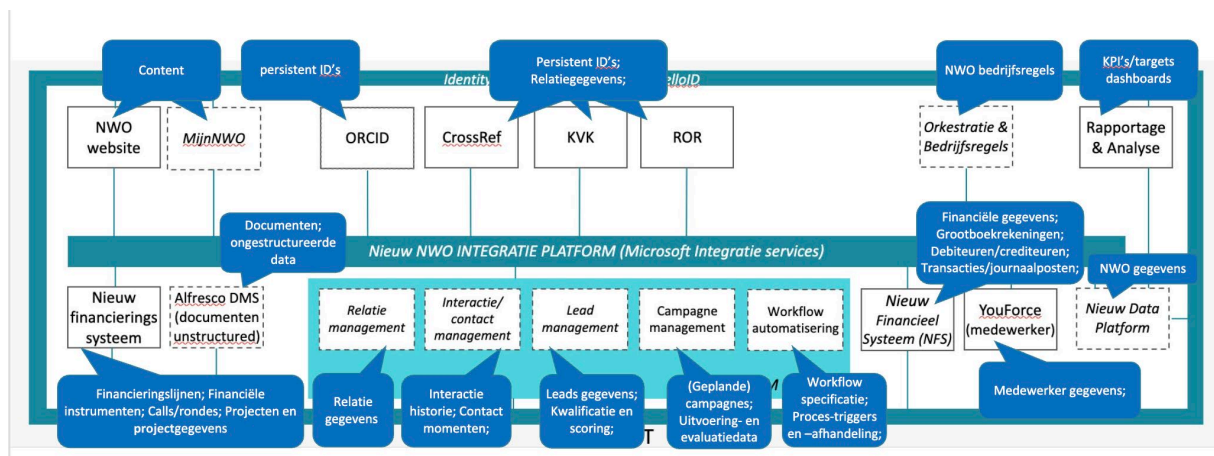 Content
persistent ID's
Persistent ID's;
Relatiegegevens;
NWO bedrijfsregels
KPI's/targets
dashboards
Identity
elloID
NWO
website
MijnNWO
ORCID
CrossRef
KVK
ROR
Orkestratie &
Bedrijfsregels
Rapportage
& Analyse
Documenten;
ongestructureerde
data
Financiële gegevens;
Grootboekrekeningen;
Debiteuren/crediteuren;
Transacties/journaalposten;
Nieuw NWO INTEGRATIE PLATFORM (Microsoft Integratie services)
NWO gegevens
Nieuw
financierings
systeem
Alfresco DMS
(documenten
unstructured)
Relatie
management
Interactie/
contact
management
Lead
management
Campagne
management
Workflow
automatisering
Nieuw
Financieel
Systeem (NFS)
YouForce
(medewerker)
Nieuw Data
Platform
Financieringslijnen; Financiële
instrumenten; Calls/rondes; Projecten en
projectgegevens
Relatie
gegevens
Interactie
historie; Contact
momenten;
Leads gegevens;
Kwalificatie en
scoring;
(Geplande)
campagnes;
Uitvoering- en
evaluatiedata
M
Workflow
specificatie;
Proces-triggers
en –afhandeling;
Medewerker gegevens;
T